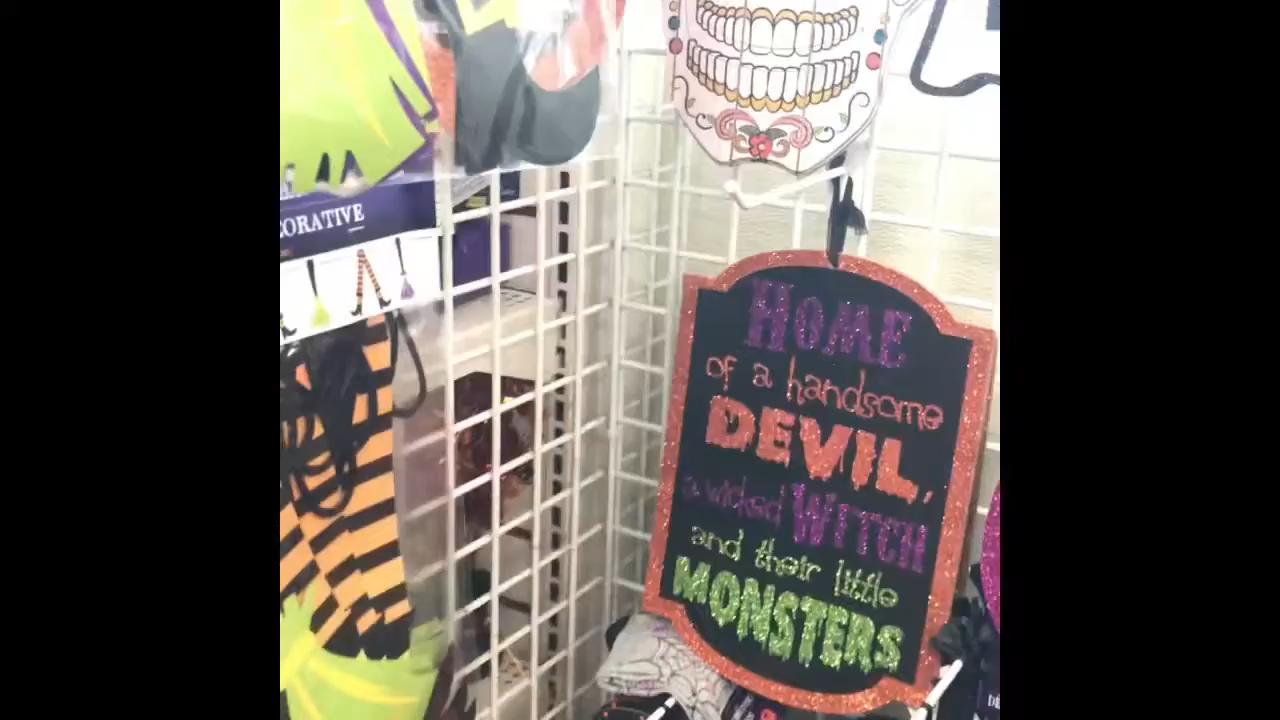 CORATIVE
HOME
of a handsome
DEVIL,
a wicked WITCH
and their little
MONSTERS